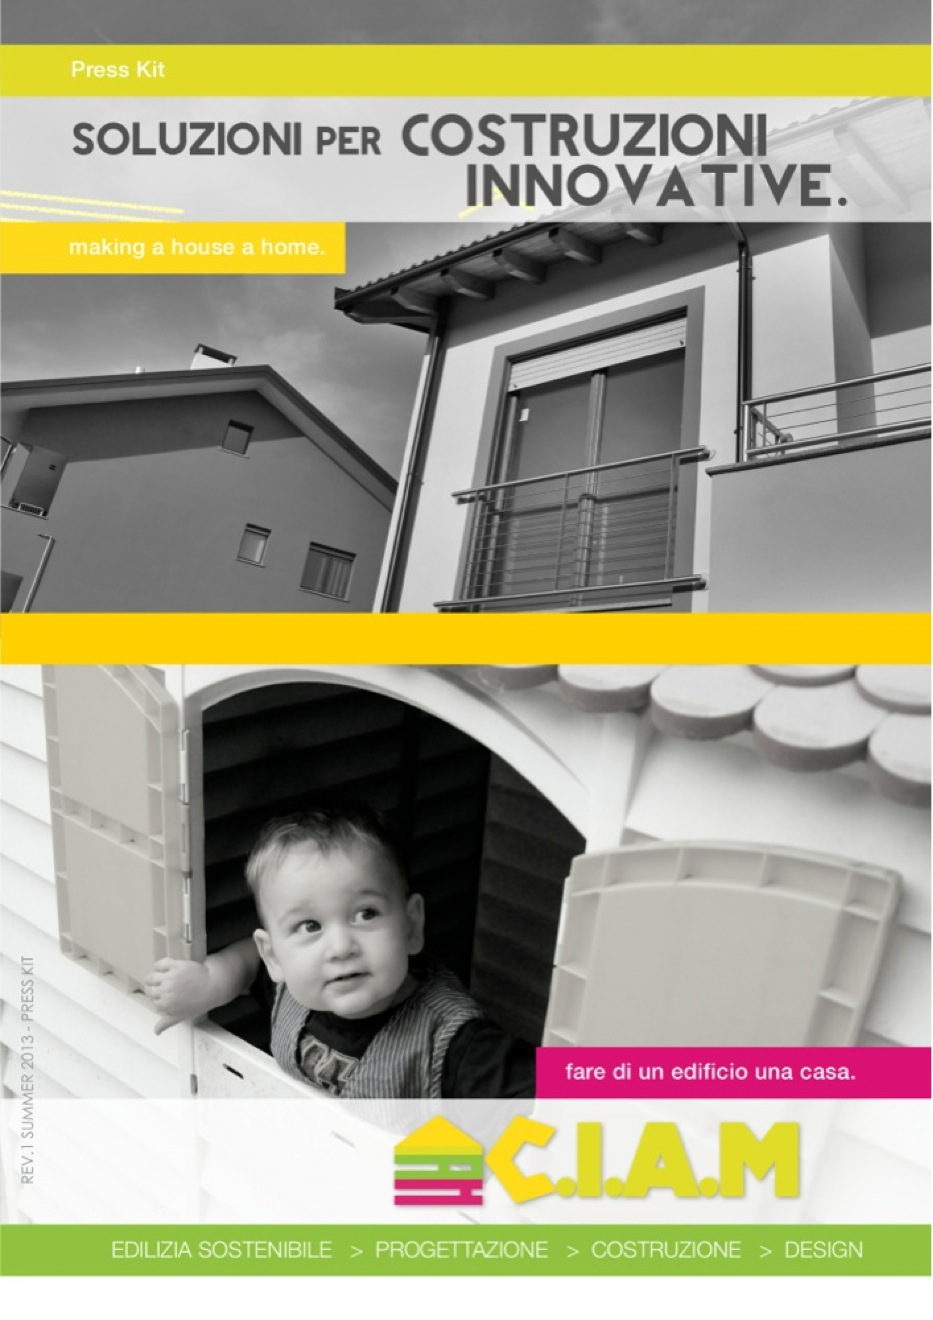 Press Kit
SOLUZIONI PER COSTRUZIONI
INNOVATIVE.
making a house a home.
REV.1 SUMMER 2013 - PRESS KIT
fare di un edificio una casa.
C.I.A.M
EDILIZIA SOSTENIBILE > PROGETTAZIONE > COSTRUZIONE > DESIGN